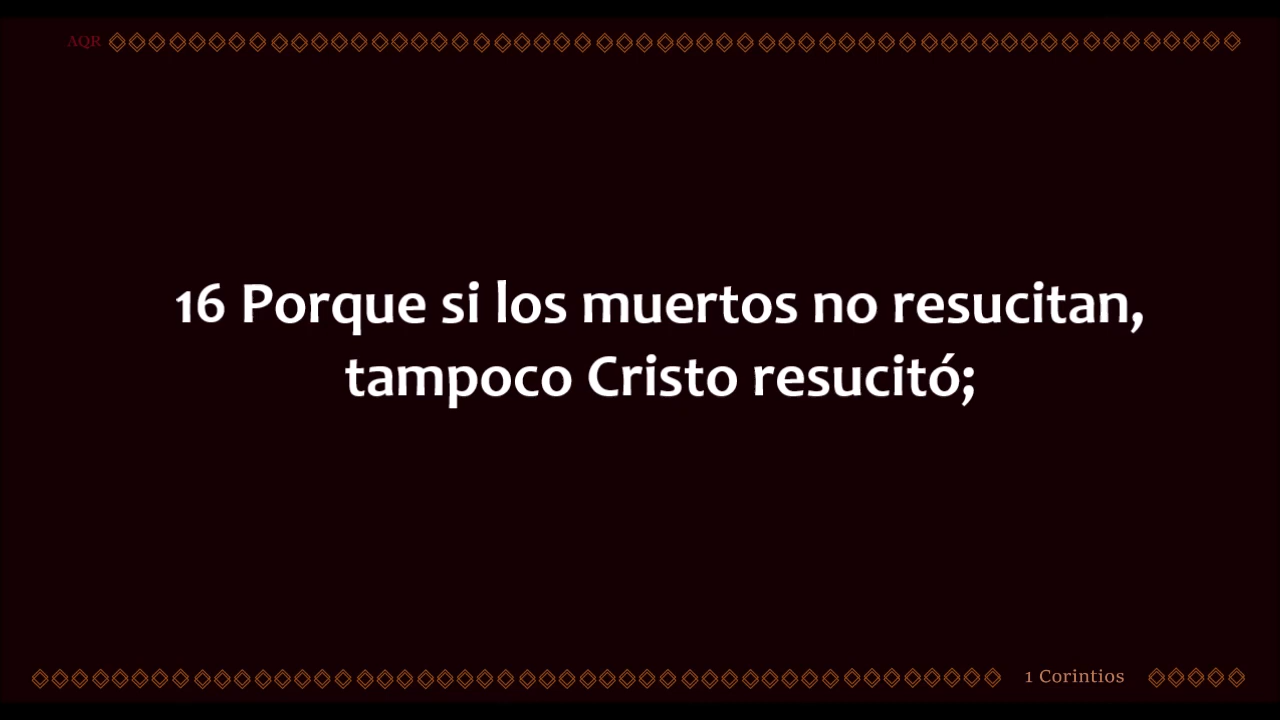 AQR
16 Porque si los muertos no resucitan,
tampoco Cristo resucitó;
1 Corintios